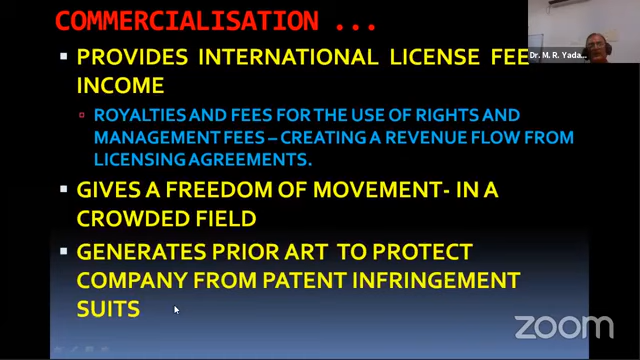 COMMERCIALISATION ...
PROVIDES INTERNATIONAL LICENSE FEE
INCOME
ROYALTIES AND FEES FOR THE USE OF RIGHTS AND
MANAGEMENT FEES – CREATING A REVENUE FLOW FROM
LICENSING AGREEMENTS.
GIVES A FREEDOM OF MOVEMENT- IN A
CROWDED FIELD
GENERATES PRIOR ART TO PROTECT
COMPANY FROM PATENT INFRINGEMENT
SUITS
Dr. M. R. Yada...
zoom